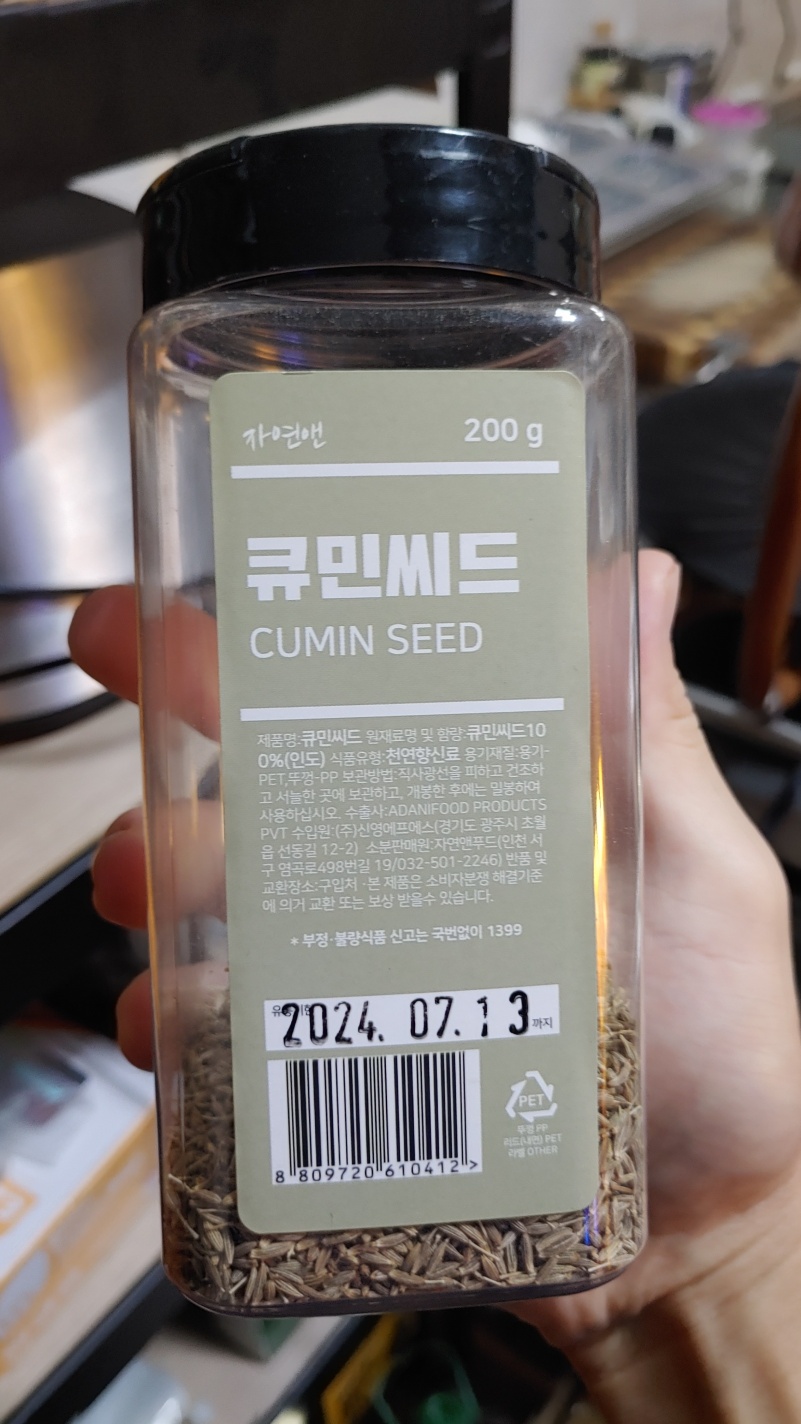 자연앤
200 g
큐민씨드
CUMIN SEED
제품명:큐민씨드 원재료명 및 함량:큐민씨드10
0%(인도) 식품유형:천연향신료 용기재질:용기-
PET,뚜껑-PP 보관방법:직사광선을 피하고 건조하
고 서늘한 곳에 보관하고, 개봉한 후에는 밀봉하여
사용하십시오. 수출사:ADANIFOOD PRODUCTS
PVT 수입원:(주)신영에프에스(경기도 광주시 초월
읍 선동길 12-2) 소분판매원:자연앤푸드(인천 서
구 염곡로498번길 19/032-501-2246) 반품 및
교환장소:구입처 · 본 제품은 소비자분쟁 해결기준
에 의거 교환 또는 보상 받을수 있습니다.
* 부정·불량식품 신고는 국번없이 1399
2024. 07. 13 까지
8 809720 610412 >
PET
뚜껑 PP
리드(내면) PET
라벨 OTHER